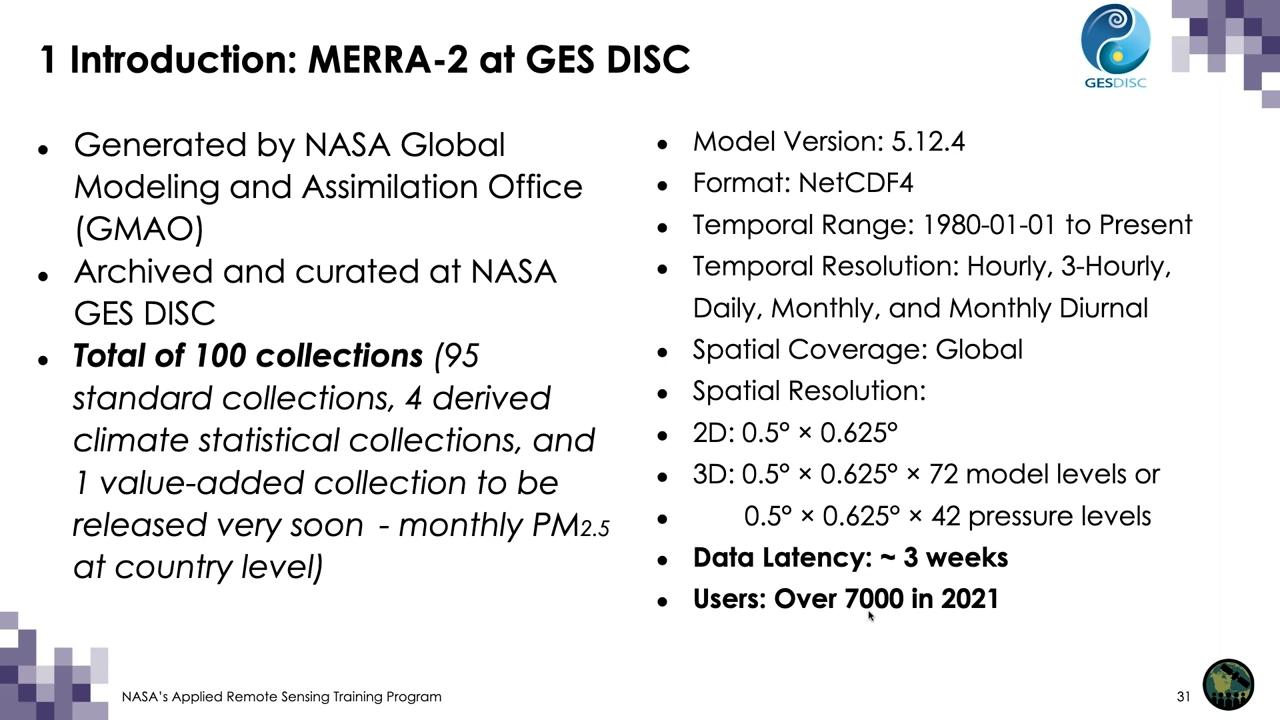 1 Introduction: MERRA-2 at GES DISC
GESDISC
• Generated by NASA Global
Modeling and Assimilation Office
(GMAO)
• Archived and curated at NASA
GES DISC
• Total of 100 collections (95
standard collections, 4 derived
climate statistical collections, and
1 value-added collection to be
released very soon - monthly PM2.5
at country level)
• Model Version: 5.12.4
• Format: NetCDF4
• Temporal Range: 1980-01-01 to Present
• Temporal Resolution: Hourly, 3-Hourly,
Daily, Monthly, and Monthly Diurnal
• Spatial Coverage: Global
• Spatial Resolution:
• 2D: 0.5° × 0.625°
• 3D: 0.5° × 0.625° × 72 model levels or
• 0.5° × 0.625° × 42 pressure levels
• Data Latency: ~ 3 weeks
• Users: Over 7000 in 2021
NASA's Applied Remote Sensing Training Program
31